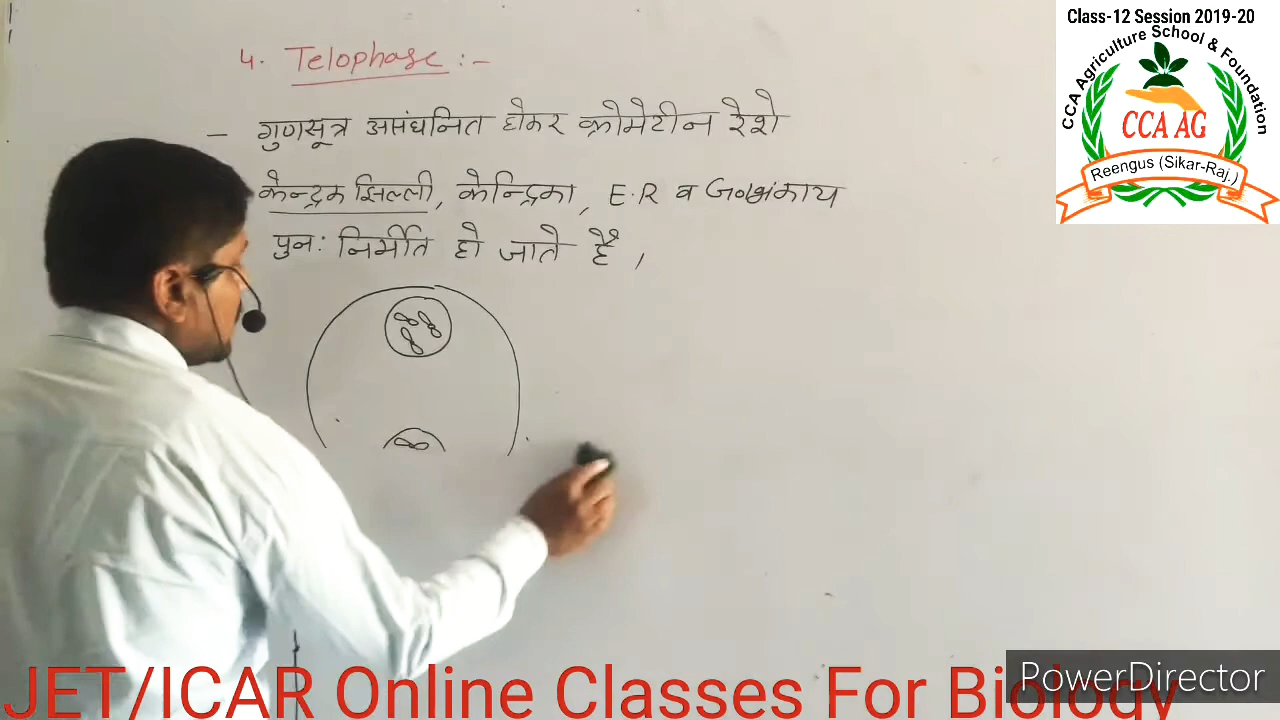 Class-12 Session 2019-20
CCA Agriculture School & Foundation
CCA AG
Reengus (Sikar-Raj.)
4. Telophase :-
- गुणसूत्र असंघनित होकर क्रोमेटीन रेशे
केन्द्रक झिल्ली, केन्द्रिका, E.R व G॰
पुनः निर्मीत हो जाते है,
JET/ICAR Online Classes For Biology
PowerDirector